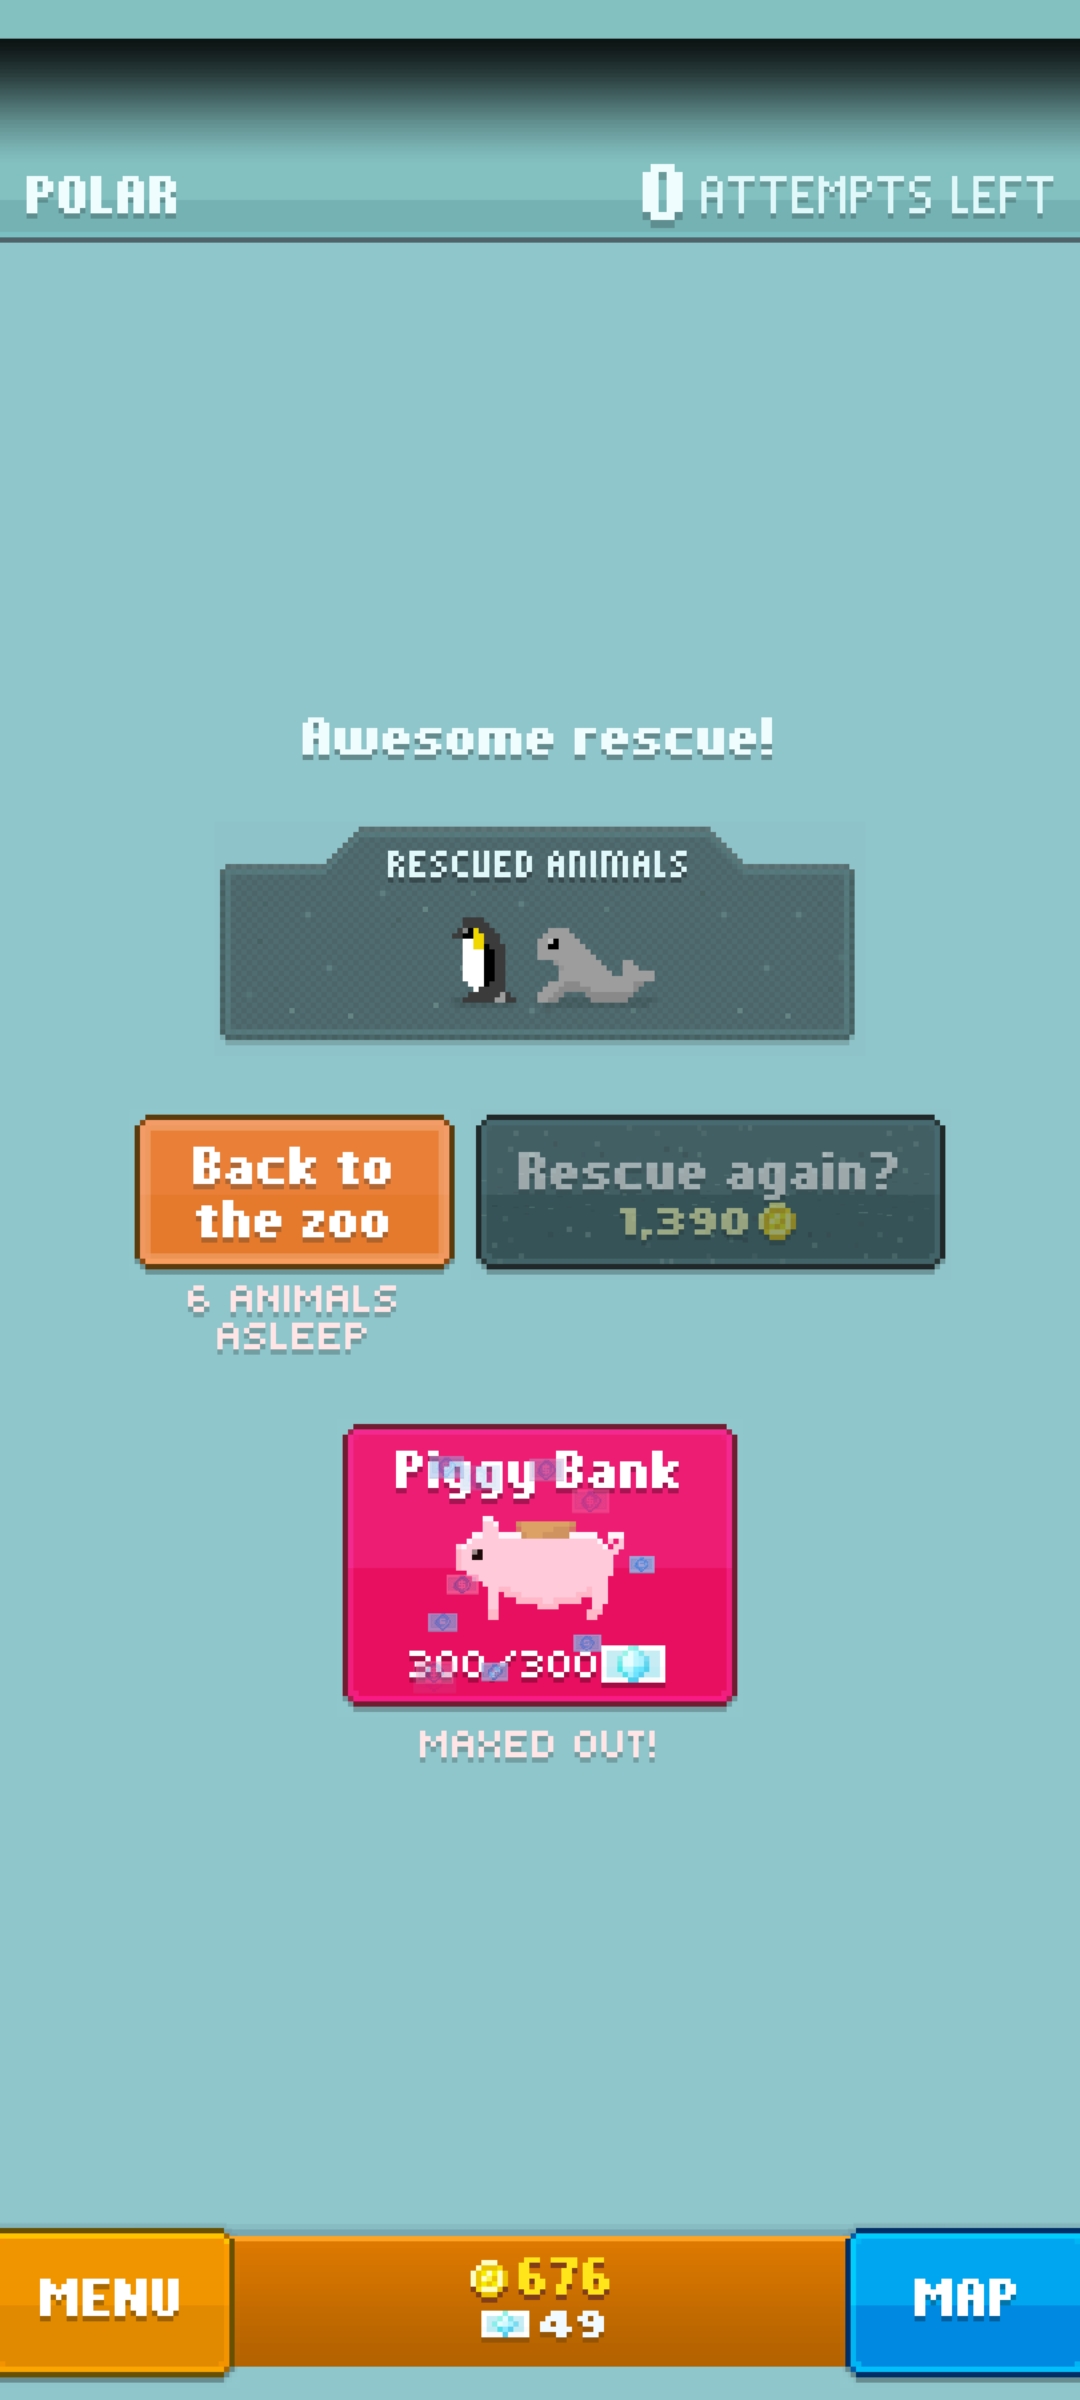 POLAR
0 ATTEMPTS LEFT
Awesome rescue!
RESCUED ANIMALS
Back to
the zoo
Rescue again?
1,390
6 ANIMALS
ASLEEP
Piggy Bank
300/300
MAXED OUT!
MENU
676
49
MAP